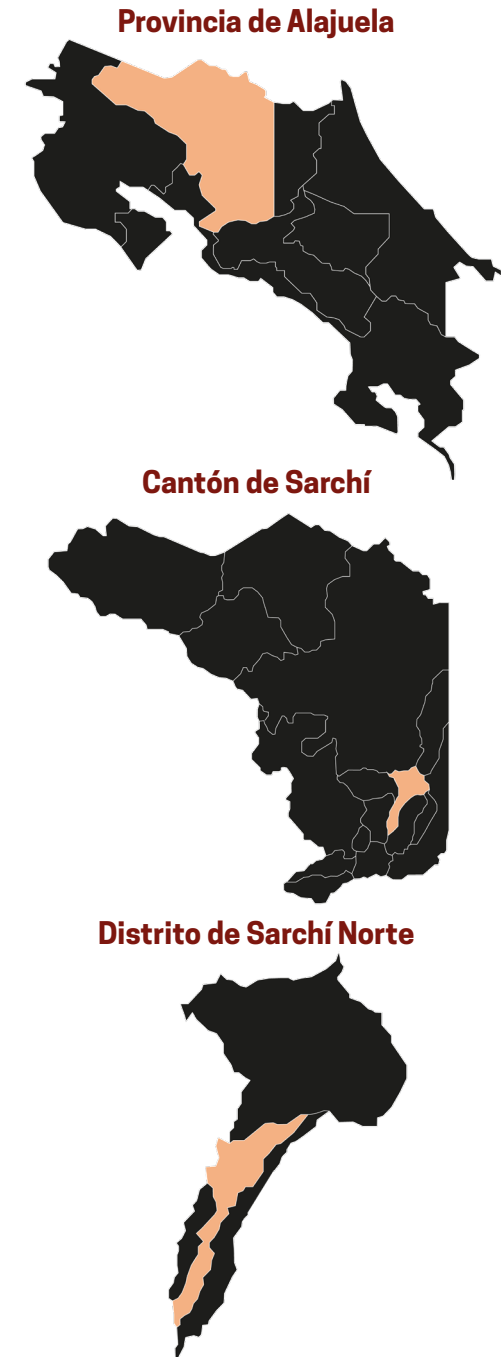 Provincia de Alajuela
Cantón de Sarchí
Distrito de Sarchí Norte